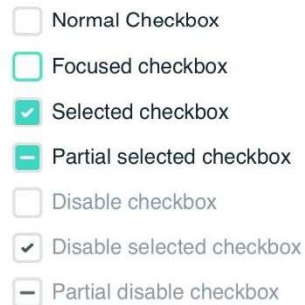 Normal Checkbox
Focused checkbox
Selected checkbox
Partial selected checkbox
Disable checkbox
Disable selected checkbox
Partial disable checkbox